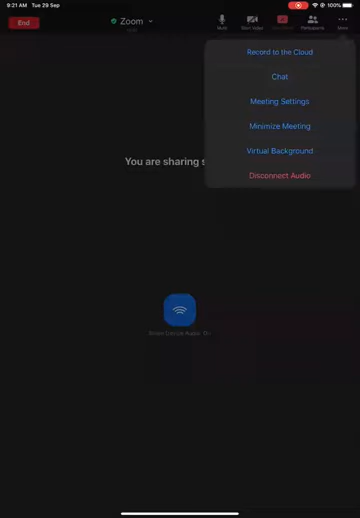 9:21 AM Tue 29 Sep
100%
End
Zoom
Mute
Start Video
Participants
More
Record to the Cloud
Chat
Meeting Settings
Minimize Meeting
Virtual Background
Disconnect Audio
You are sharing s